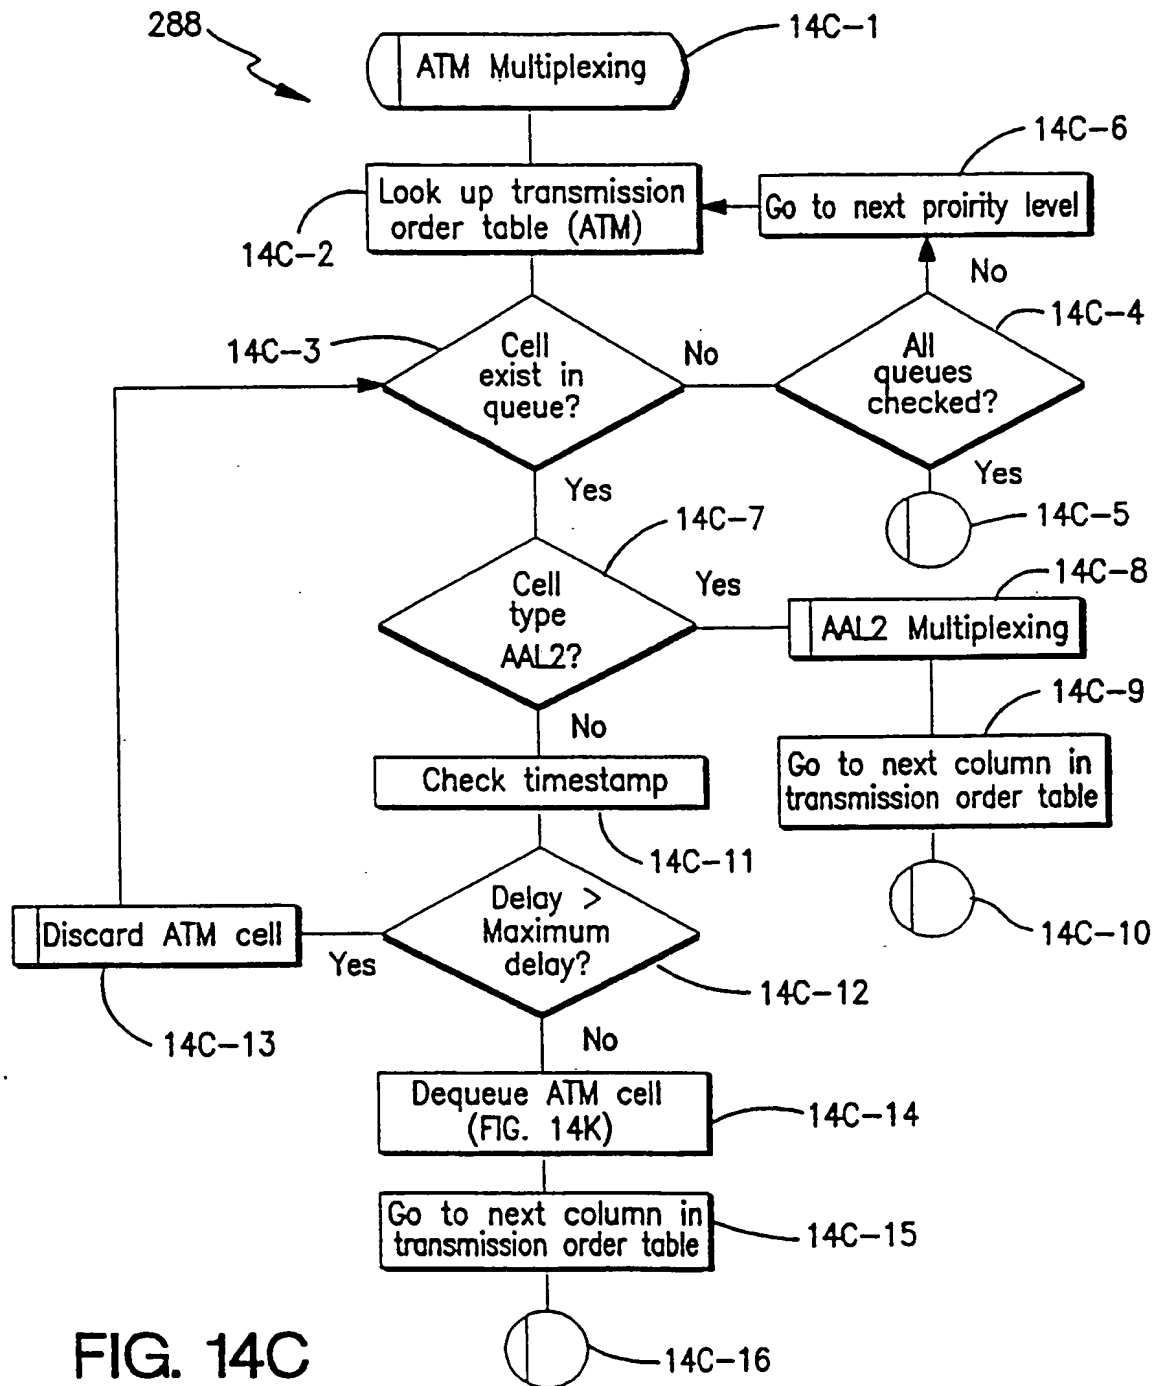 288
14C-1
ATM Multiplexing
14C-6
Look up transmission
order table (ATM)
Go to next proirity level
14C-2
No
14C-3
Cell
exist in
queue?
No
All
queues
checked?
14C-4
Yes
Yes
14C-5
14C-7
Cell
type
AAL2?
Yes
14C-8
AAL2 Multiplexing
14C-9
No
Check timestamp
Go to next column in
transmission order table
14C-11
Delay >
Maximum
delay?
Discard ATM cell
Yes
14C-10
14C-12
14C-13
No
Dequeue ATM cell
(FIG. 14K)
14C-14
Go to next column in
transmission order table
14C-15
14C-16
FIG. 14C